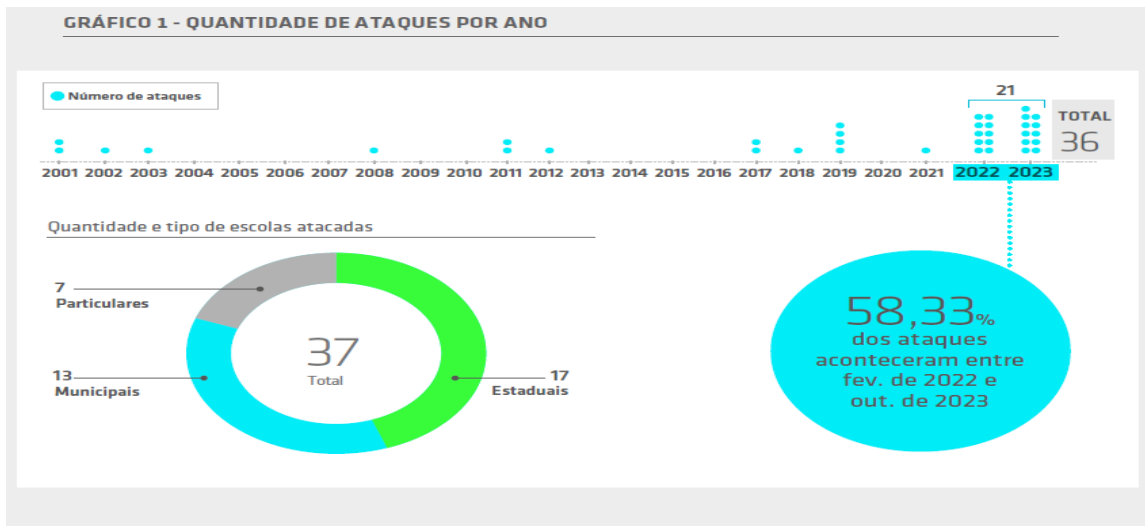 GRÁFICO 1 - QUANTIDADE DE ATAQUES POR ANO
Número de ataques
21
TOTAL
36
2001 2002 2003 2004 2005 2006 2007 2008 2009 2010 2011 2012 2013 2014 2015 2016 2017 2018 2019 2020 2021 2022 2023
Quantidade e tipo de escolas atacadas
7
Particulares
37
Total
13
Municipais
17
Estaduais
58,33%
dos ataques
aconteceram entre
fev. de 2022 e
out. de 2023